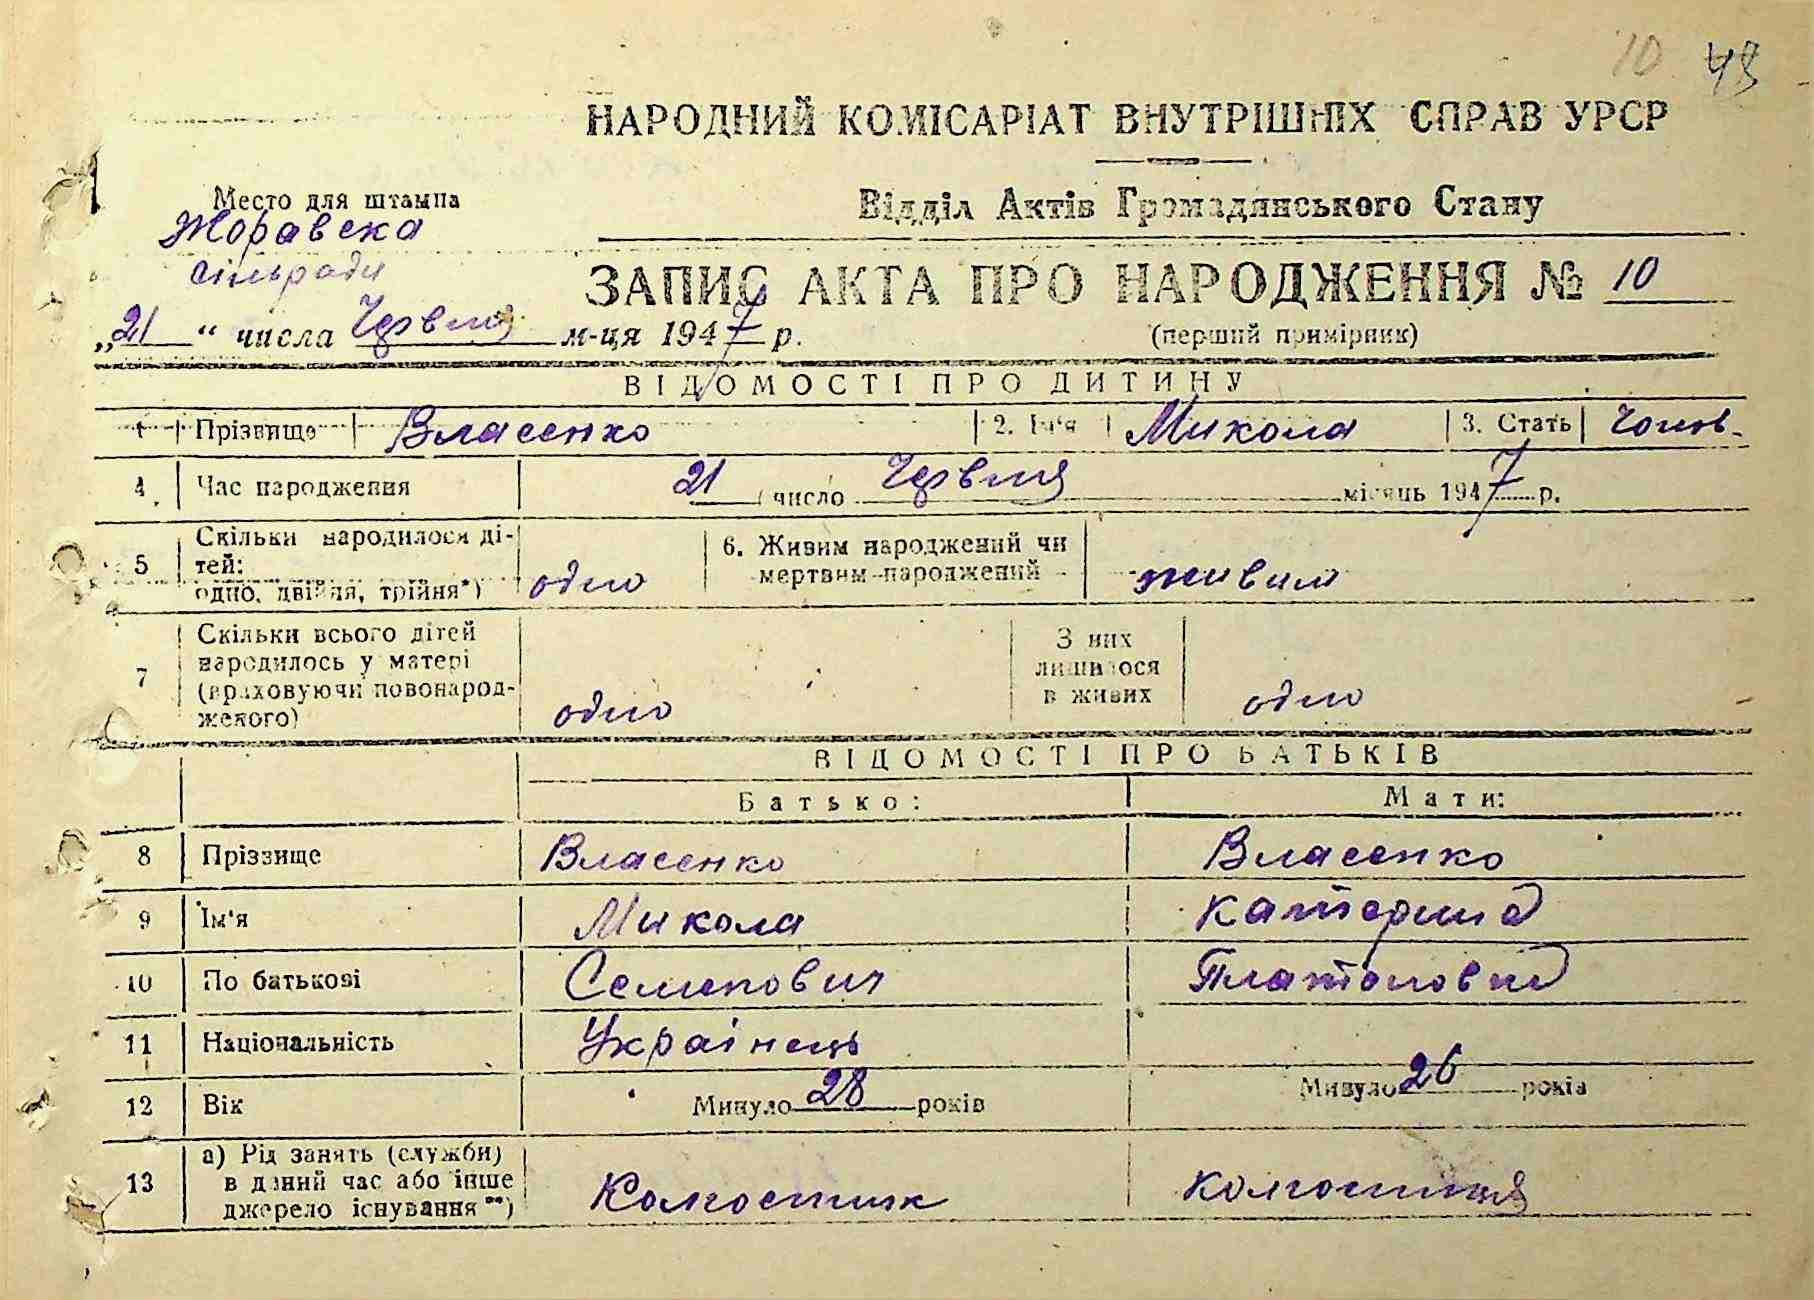 10 43
НАРОДНИЙ КОМІСАРІАТ ВНУТРІШНІХ СПРАВ УРСР
Место для штампа
Відділ Актів Громадянського Стану
Жоравска
сільради
ЗАПИС АКТА ПРО НАРОДЖЕННЯ № 10
„21“ числа Червня м-ця 1947 р.
(перший примірник)
ВІДОМОСТІ ПРО ДИТИНУ
1 Прізвище Власенко 2. Ім'я Микола 3. Стать чолов.
4 Час народження 21 число Червня місяць 1947 р.
5 Скільки народилося дітей: одно, двійня, трійня*) одно 6. Живим народжений чи мертвим народжений живим
7 Скільки всього дітей народилось у матері (враховуючи новонародженого) одно З них лишилося в живих одно
ВІДОМОСТІ ПРО БАТЬКІВ
Батько: Мати:
8 Прізвище Власенко Власенко
9 Ім'я Микола Катерина
10 По батькові Семенович Платоновна
11 Національність Українець
12 Вік Минуло 28 років Минуло 26 років
13 а) Рід занять (служби) в даний час або інше джерело існування**) Колгоспник колгоспниця